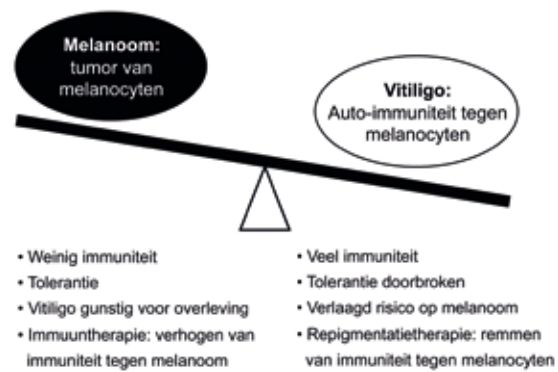 Melanoom:
tumor van
melanocyten
Vitiligo:
Auto-immuniteit tegen
melanocyten
• Weinig immuniteit
• Tolerantie
• Vitiligo gunstig voor overleving
• Immuuntherapie: verhogen van
immuniteit tegen melanoom
• Veel immuniteit
• Tolerantie doorbroken
• Verlaagd risico op melanoom
• Repigmentatietherapie: remmen
van immuniteit tegen melanocyten